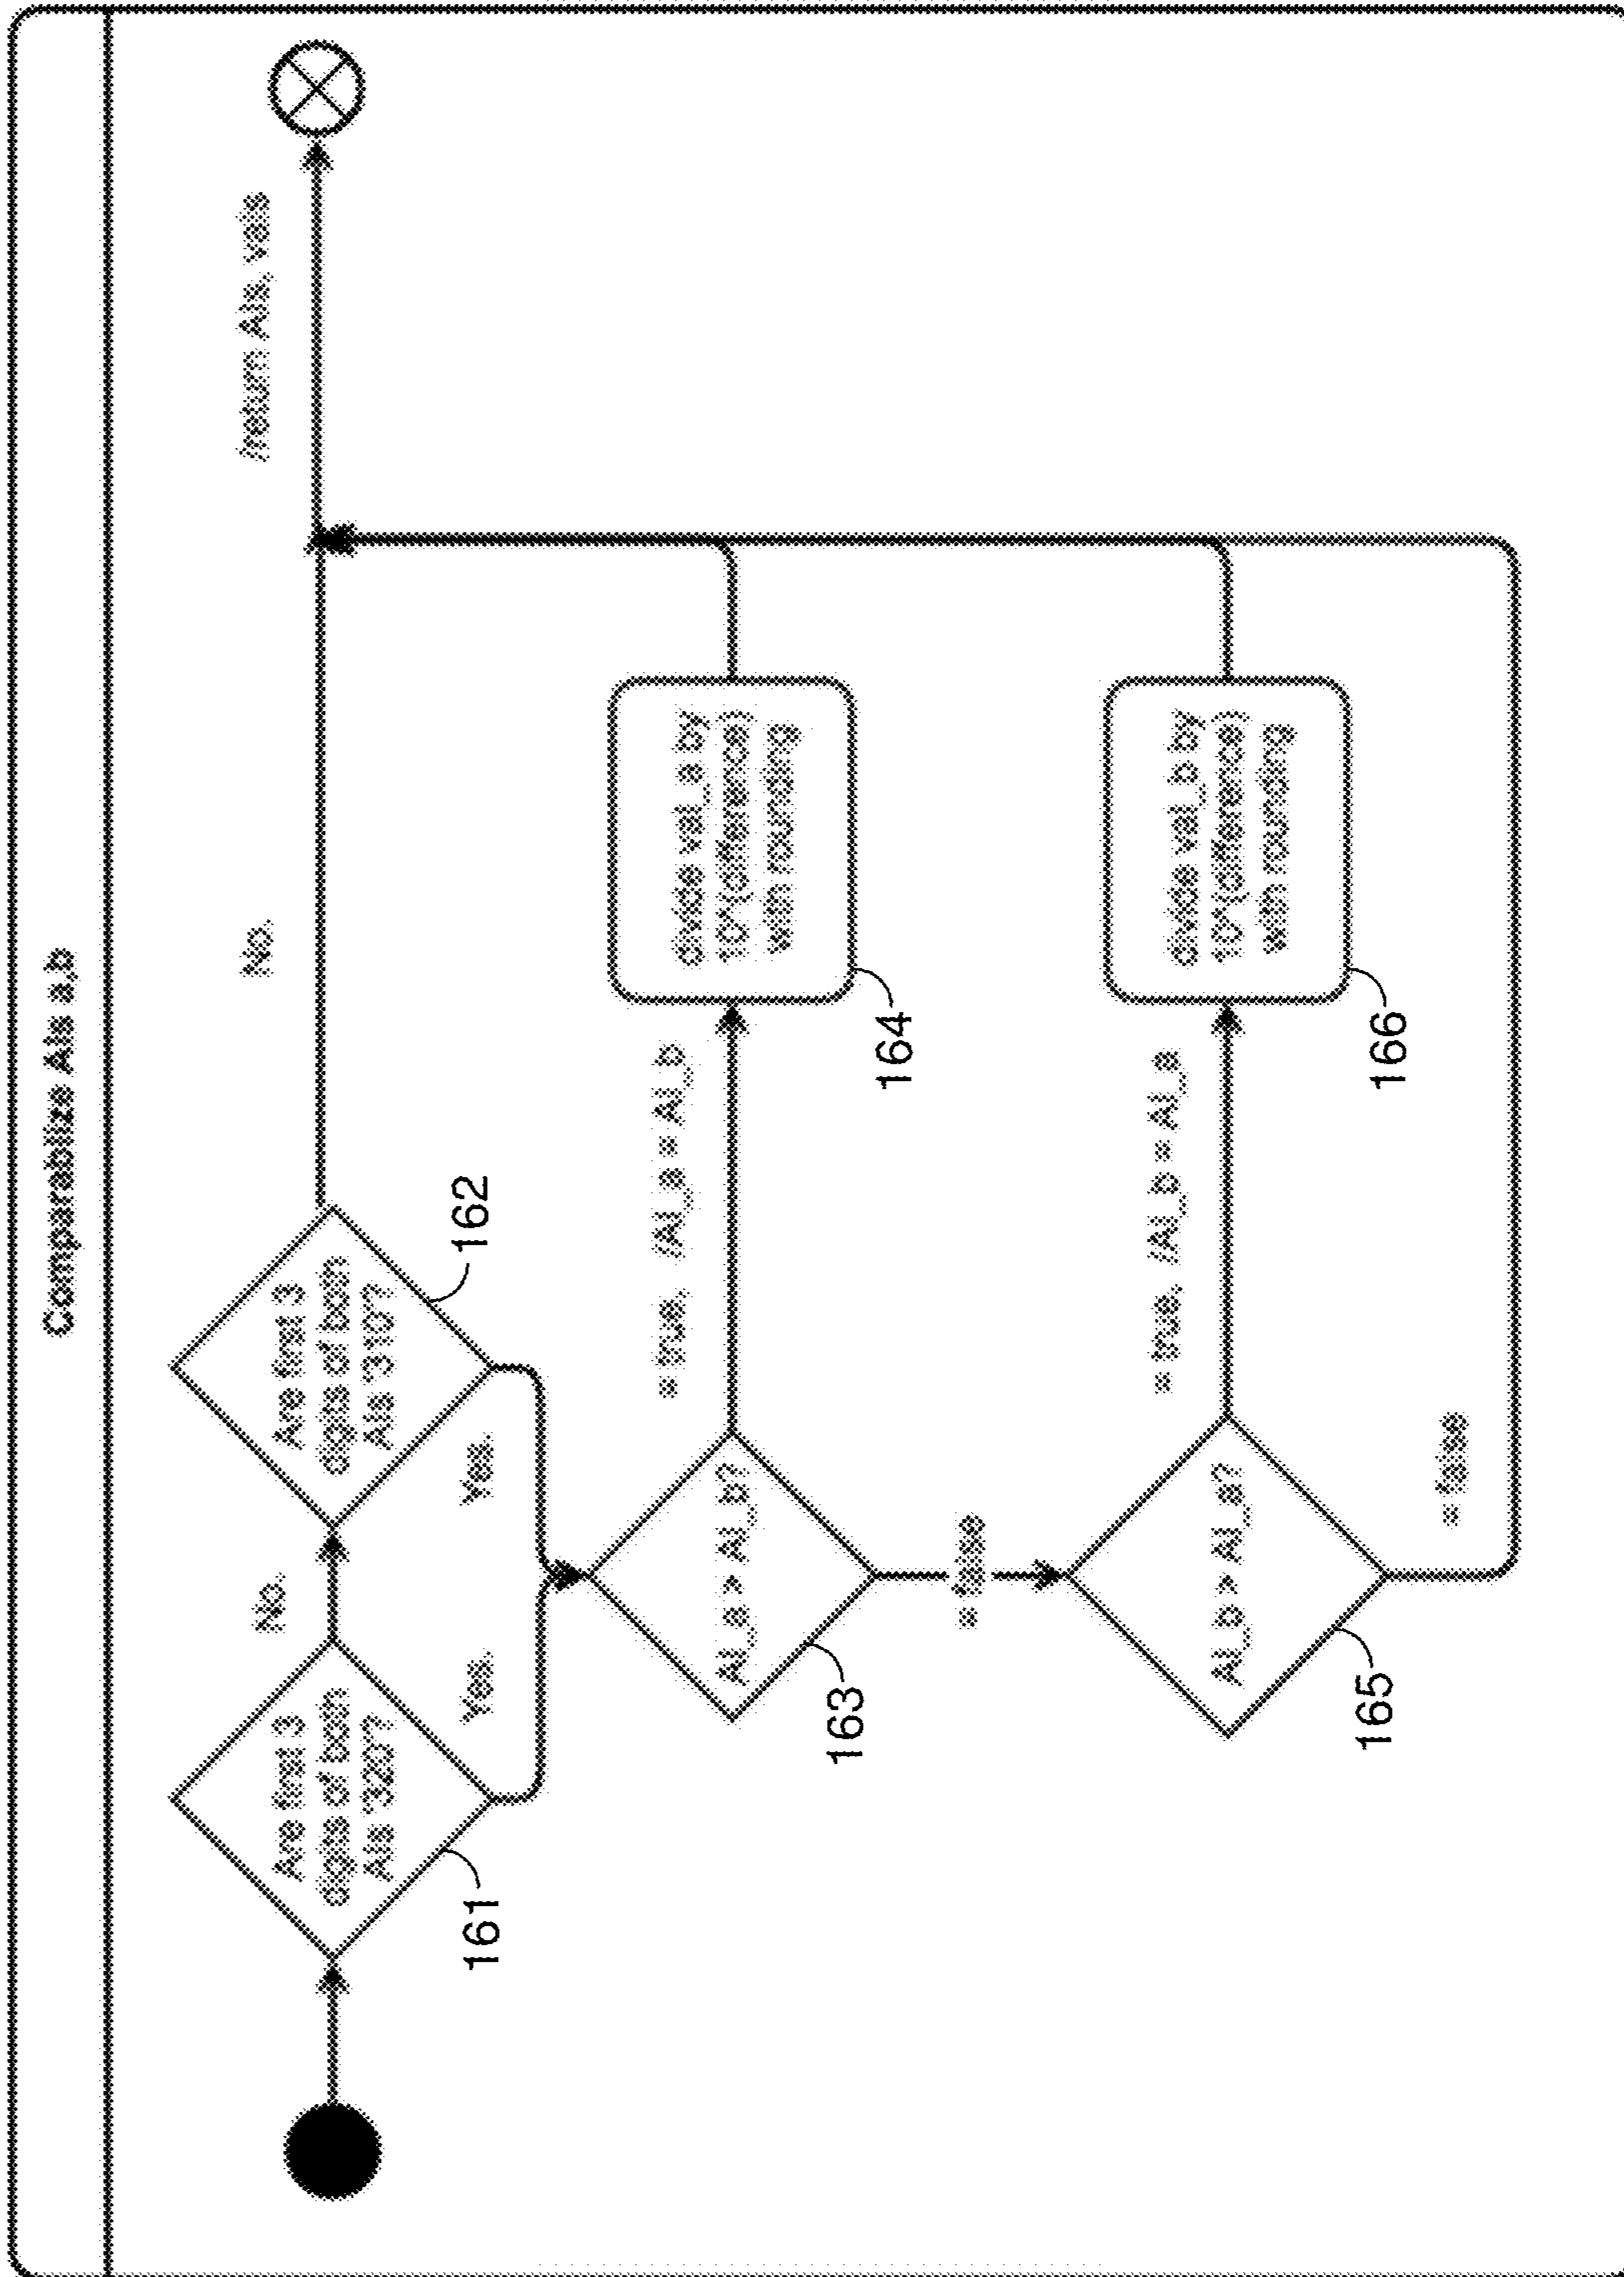 Comparablize AIs a,b
Are first 3
digits of both
AIs '320'?
161
No.
Yes.
Are first 3
digits of both
AIs '310'?
162
Yes.
No.
/return AIs, vals
AI_a > AI_b?
163
= true, /AI_a = AI_b
divide val_a by
10^(difference)
with rounding
164
= false
AI_b > AI_a?
165
= true, /AI_b = AI_a
divide val_b by
10^(difference)
with rounding
166
= false